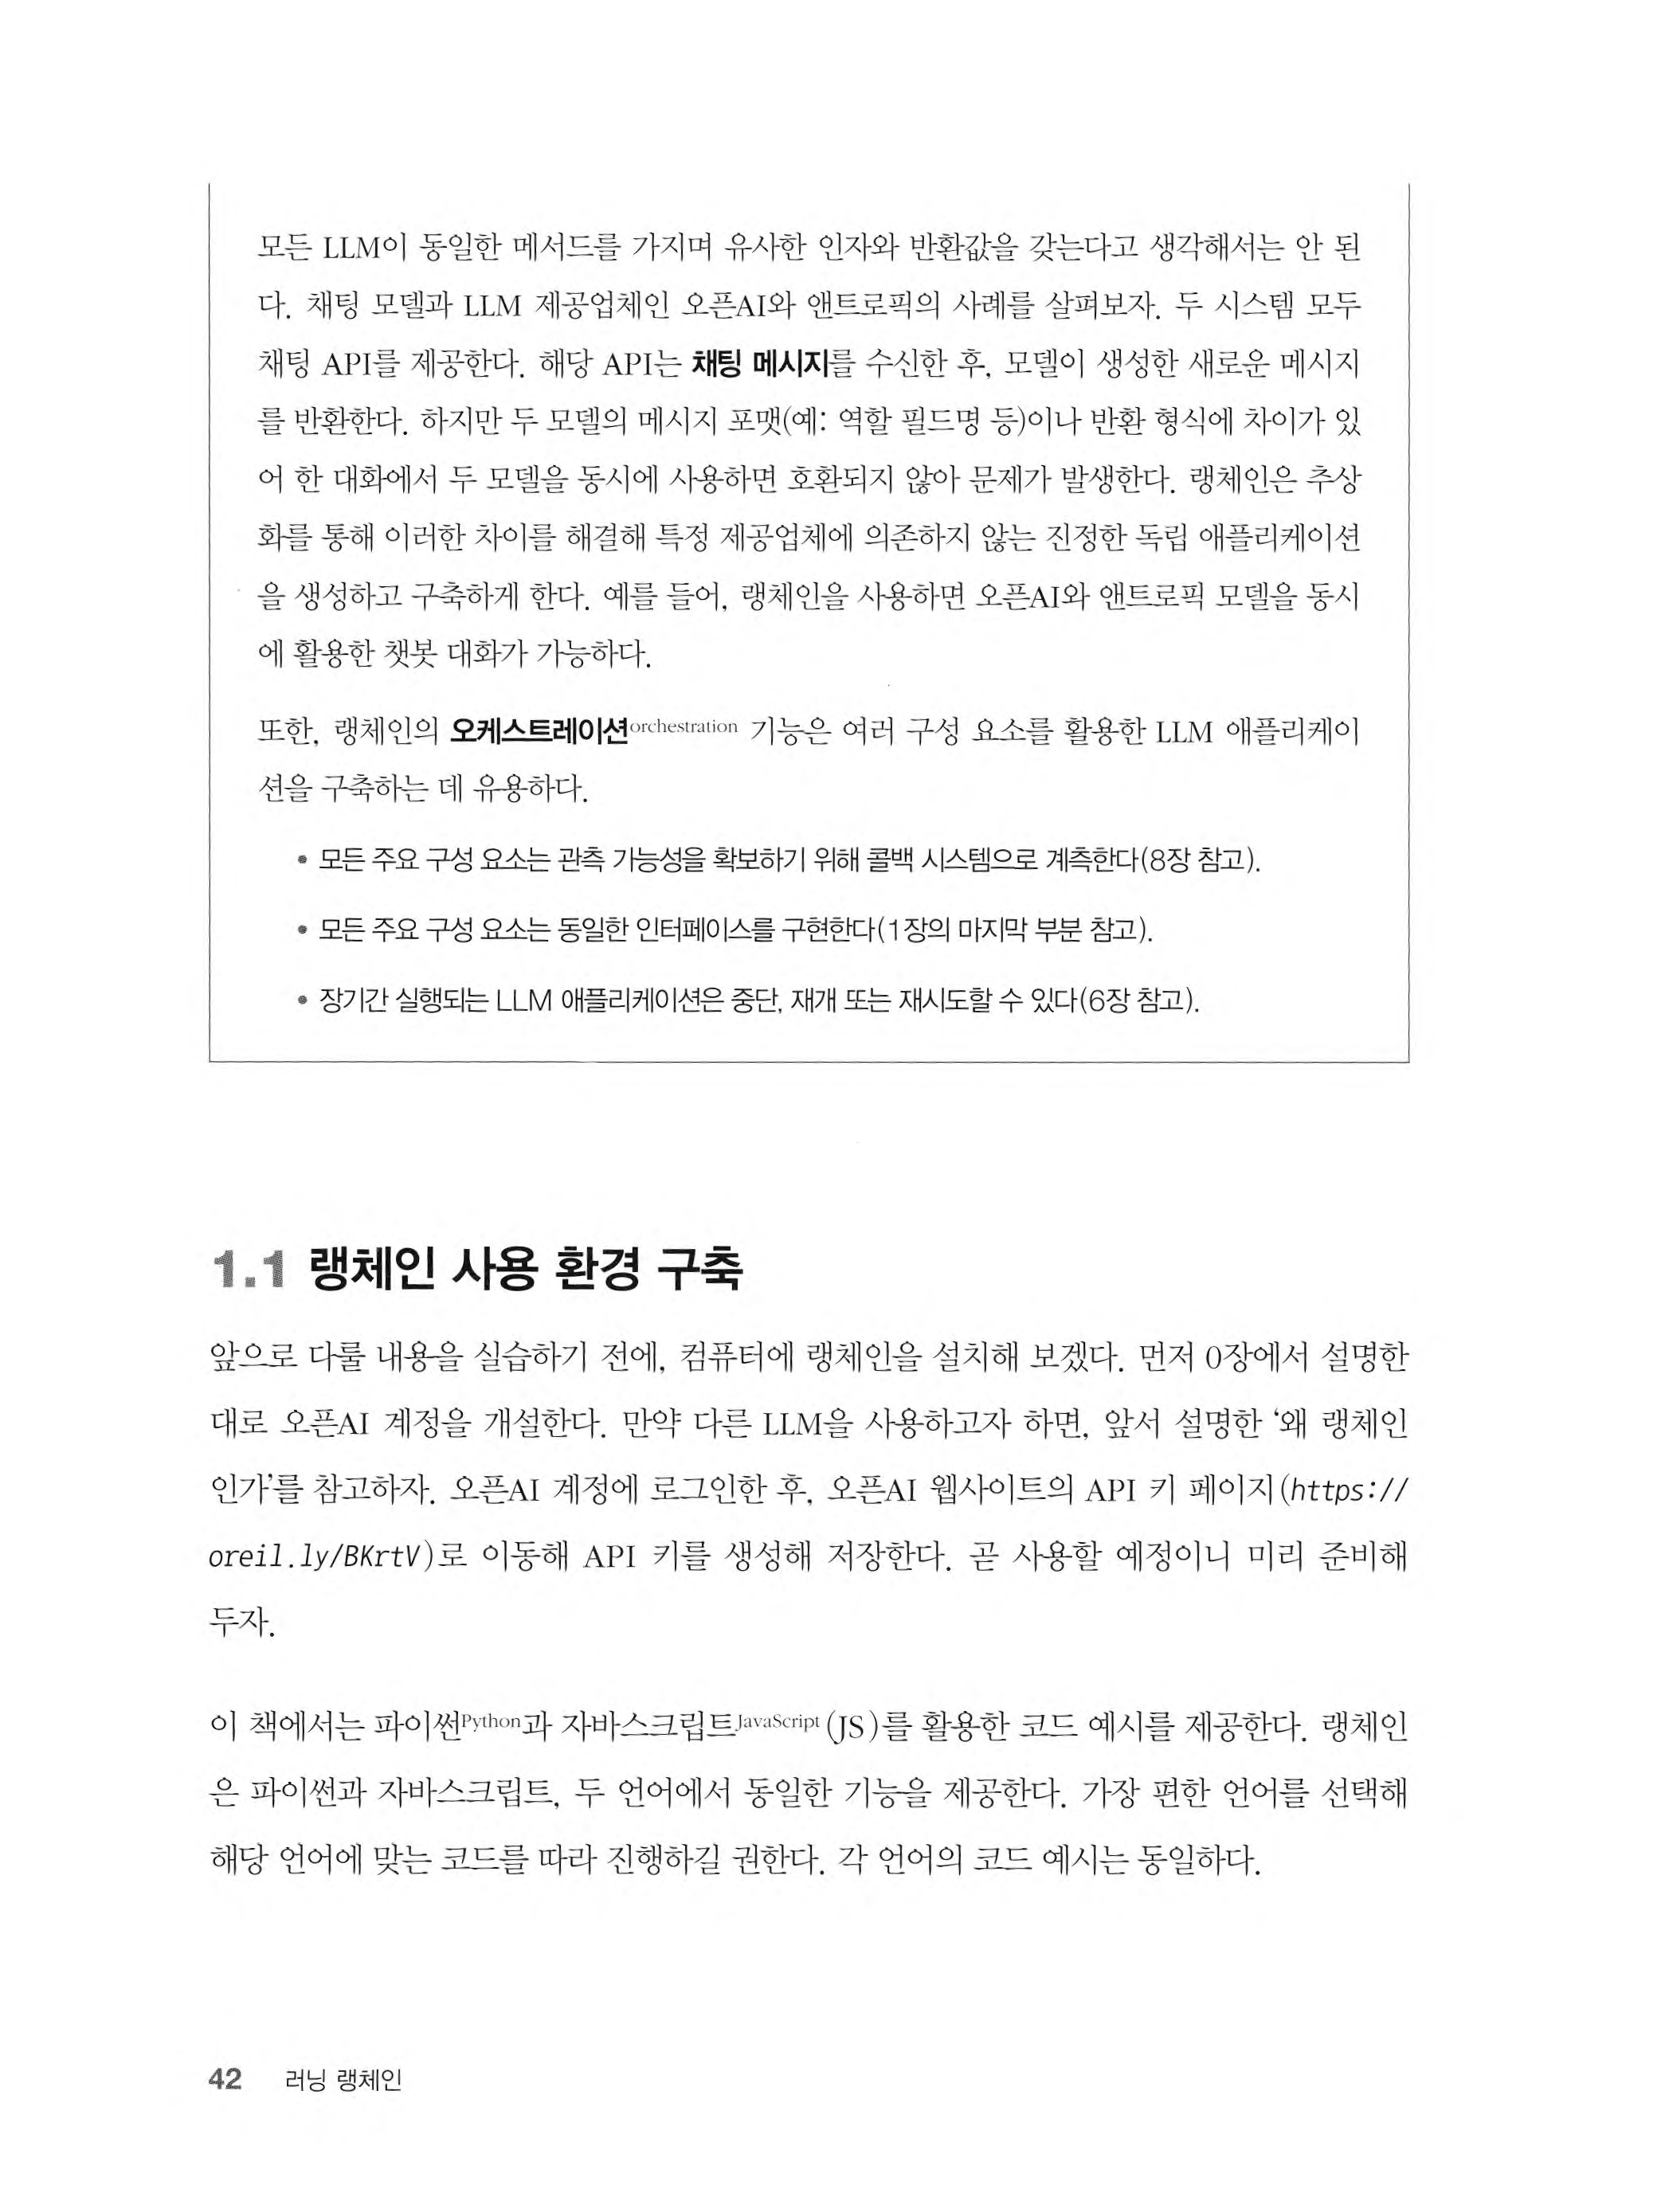 모든 LLM이 동일한 메서드를 가지며 유사한 인자와 반환값을 갖는다고 생각해서는 안 된
다. 채팅 모델과 LLM 제공업체인 오픈AI와 앤트로픽의 사례를 살펴보자. 두 시스템 모두
채팅 API를 제공한다. 해당 API는 채팅 메시지를 수신한 후, 모델이 생성한 새로운 메시지
를 반환한다. 하지만 두 모델의 메시지 포맷(예: 역할 필드명 등)이나 반환 형식에 차이가 있
어 한 대화에서 두 모델을 동시에 사용하면 호환되지 않아 문제가 발생한다. 랭체인은 추상
화를 통해 이러한 차이를 해결해 특정 제공업체에 의존하지 않는 진정한 독립 애플리케이션
을 생성하고 구축하게 한다. 예를 들어, 랭체인을 사용하면 오픈AI와 앤트로픽 모델을 동시
에 활용한 챗봇 대화가 가능하다.
또한, 랭체인의 오케스트레이션orchestration 기능은 여러 구성 요소를 활용한 LLM 애플리케이
션을 구축하는 데 유용하다.
• 모든 주요 구성 요소는 관측 가능성을 확보하기 위해 콜백 시스템으로 계측한다(8장 참고).
• 모든 주요 구성 요소는 동일한 인터페이스를 구현한다(1장의 마지막 부분 참고).
• 장기간 실행되는 LLM 애플리케이션은 중단, 재개 또는 재시도할 수 있다(6장 참고).
1.1 랭체인 사용 환경 구축
앞으로 다룰 내용을 실습하기 전에, 컴퓨터에 랭체인을 설치해 보겠다. 먼저 0장에서 설명한
대로 오픈AI 계정을 개설한다. 만약 다른 LLM을 사용하고자 하면, 앞서 설명한 ‘왜 랭체인
인가’를 참고하자. 오픈AI 계정에 로그인한 후, 오픈AI 웹사이트의 API 키 페이지(https://
oreil.ly/BKrtV)로 이동해 API 키를 생성해 저장한다. 곧 사용할 예정이니 미리 준비해
두자.
이 책에서는 파이썬Python과 자바스크립트JavaScript(JS)를 활용한 코드 예시를 제공한다. 랭체인
은 파이썬과 자바스크립트, 두 언어에서 동일한 기능을 제공한다. 가장 편한 언어를 선택해
해당 언어에 맞는 코드를 따라 진행하길 권한다. 각 언어의 코드 예시는 동일하다.
42 러닝 랭체인